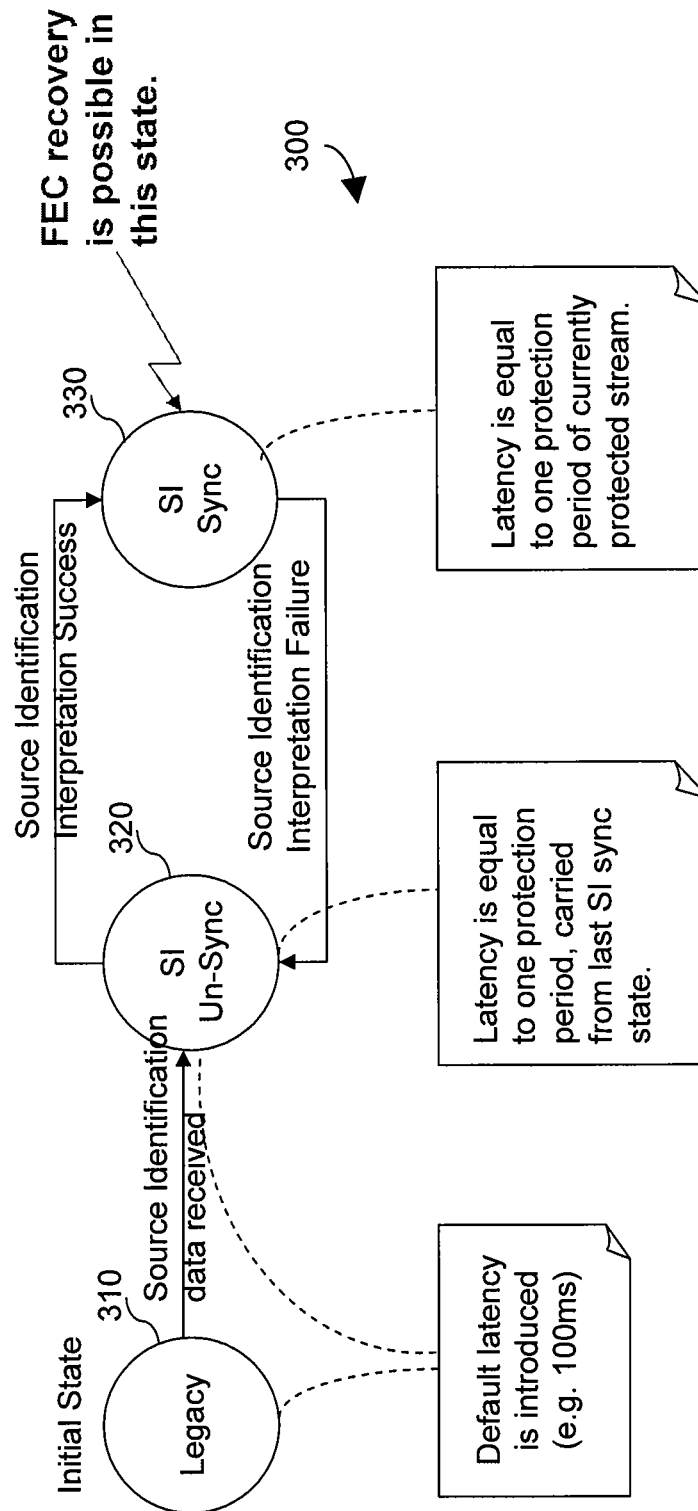 Initial State
310
Legacy
Source Identification
data received
320
SI
Un-Sync
Source Identification
Interpretation Success
Source Identification
Interpretation Failure
330
SI
Sync
FEC recovery
is possible in
this state.
300
Default latency
is introduced
(e.g. 100ms)
Latency is equal
to one protection
period, carried
from last SI sync
state.
Latency is equal
to one protection
period of currently
protected stream.